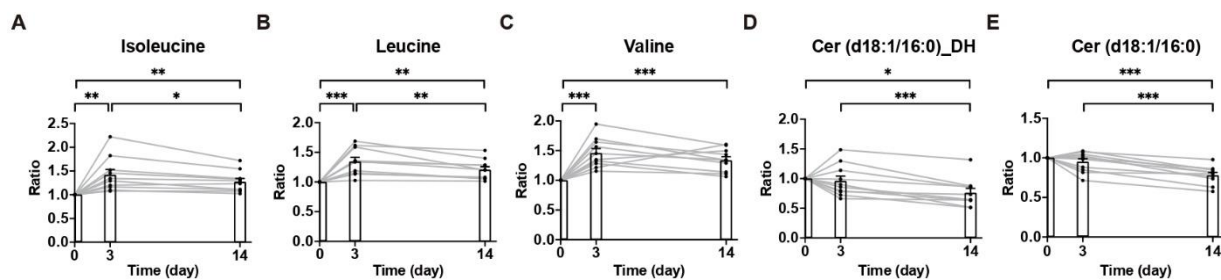 A
Isoleucine
**
** *
Ratio
2.5
2.0
1.5
1.0
0.5
0.0
0 3 14
Time (day)
B
Leucine
**
*** **
Ratio
2.0
1.5
1.0
0.5
0.0
0 3 14
Time (day)
C
Valine
***
***
Ratio
2.0
1.5
1.0
0.5
0.0
0 3 14
Time (day)
D
Cer (d18:1/16:0)_DH
*
***
Ratio
2.0
1.5
1.0
0.5
0.0
0 3 14
Time (day)
E
Cer (d18:1/16:0)
***
***
Ratio
1.5
1.0
0.5
0.0
0 3 14
Time (day)